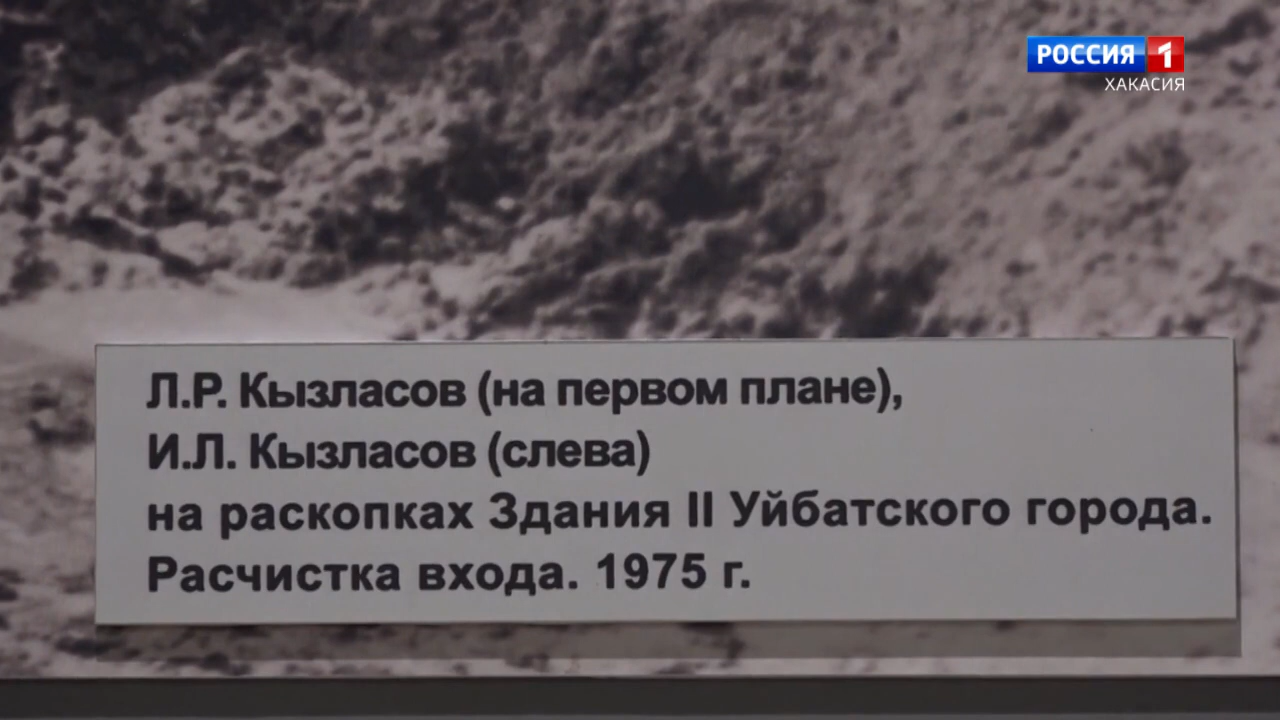 РОССИЯ 1
ХАКАСИЯ
Л.Р. Кызласов (на первом плане),
И.Л. Кызласов (слева)
на раскопках Здания II Уйбатского города.
Расчистка входа. 1975 г.